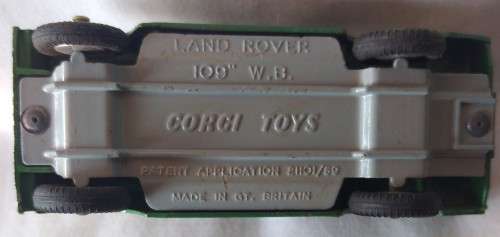 LAND ROVER
109" W.B.
CORGI TOYS
PATENT APPLICATION 2101/59
MADE IN GT. BRITAIN